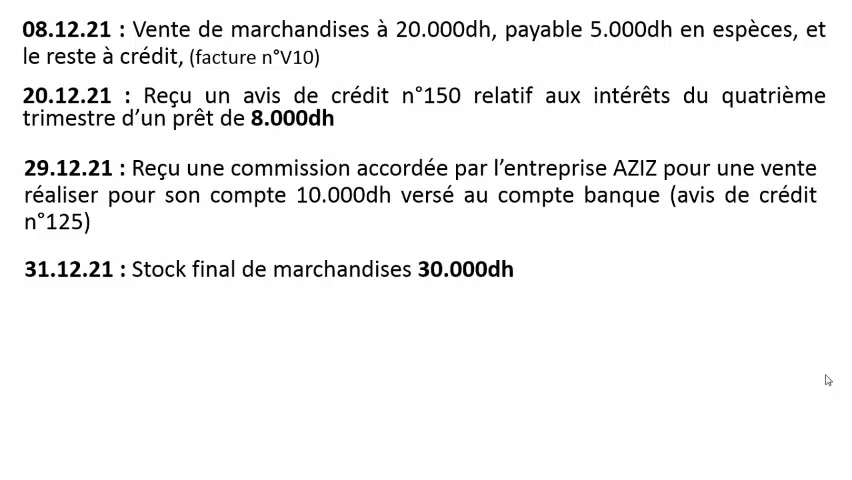 08.12.21 : Vente de marchandises à 20.000dh, payable 5.000dh en espèces, et
le reste à crédit, (facture n°V10)
20.12.21 : Reçu un avis de crédit n°150 relatif aux intérêts du quatrième
trimestre d’un prêt de 8.000dh
29.12.21 : Reçu une commission accordée par l’entreprise AZIZ pour une vente
réaliser pour son compte 10.000dh versé au compte banque (avis de crédit
n°125)
31.12.21 : Stock final de marchandises 30.000dh